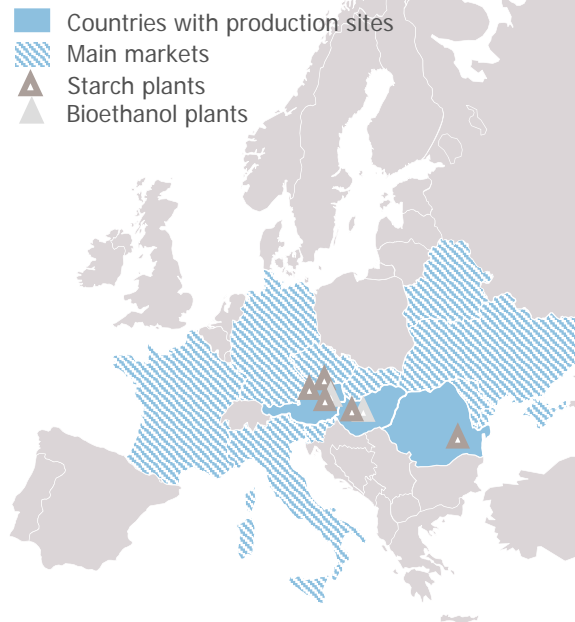 Countries with production sites
Main markets
Starch plants
Bioethanol plants